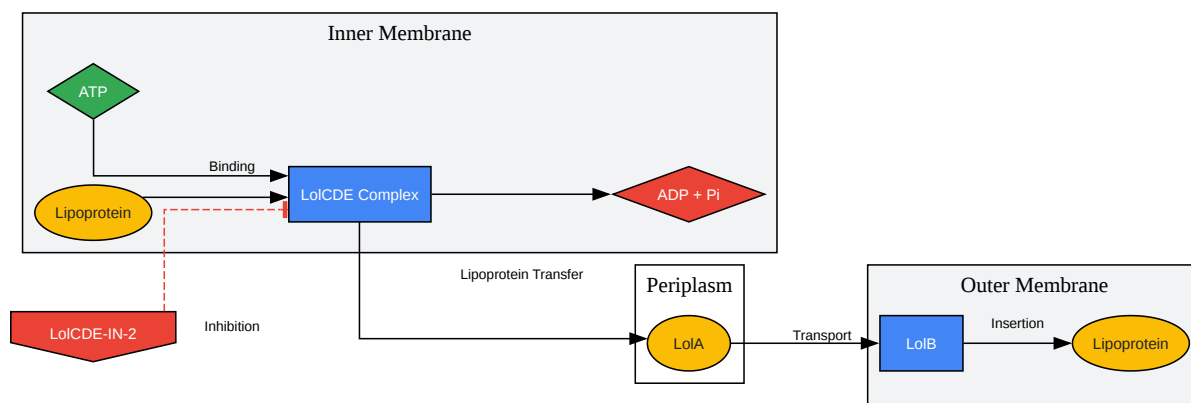 Inner Membrane
ATP
Binding
LolCDE Complex
ADP + Pi
Lipoprotein
Lipoprotein Transfer
Periplasm
Outer Membrane
LolCDE-IN-2
Inhibition
LolA
Transport
LolB
Insertion
Lipoprotein